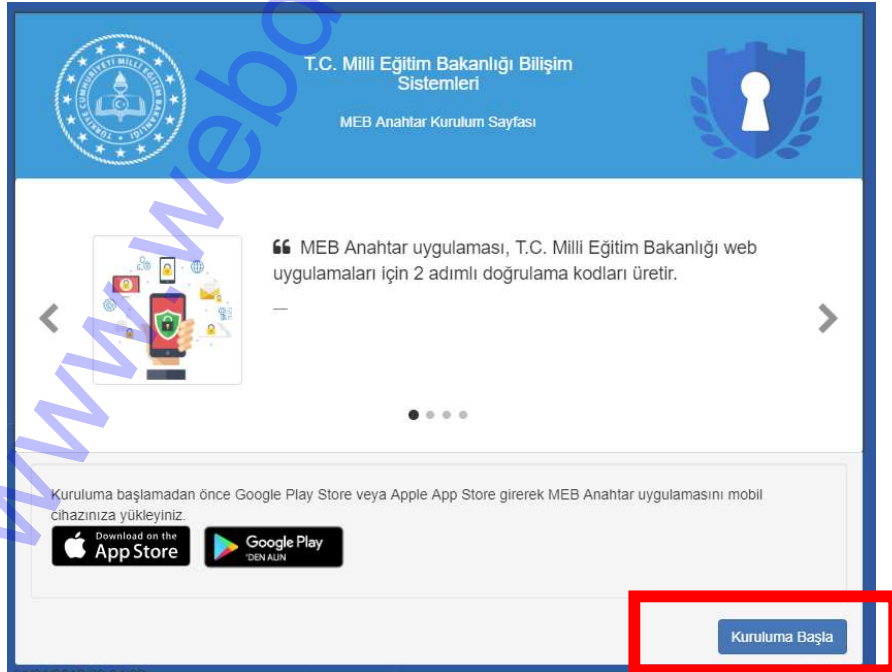 T.C. Milli Eğitim Bakanlığı Bilişim
Sistemleri
MEB Anahtar Kurulum Sayfası
MEB Anahtar uygulaması, T.C. Milli Eğitim Bakanlığı web
uygulamaları için 2 adımlı doğrulama kodları üretir.
—
Kuruluma başlamadan önce Google Play Store veya Apple App Store girerek MEB Anahtar uygulamasını mobil
cihazınıza yükleyiniz.
Download on the
App Store
Google Play
'DEN ALIN
Kuruluma Başla
www.web